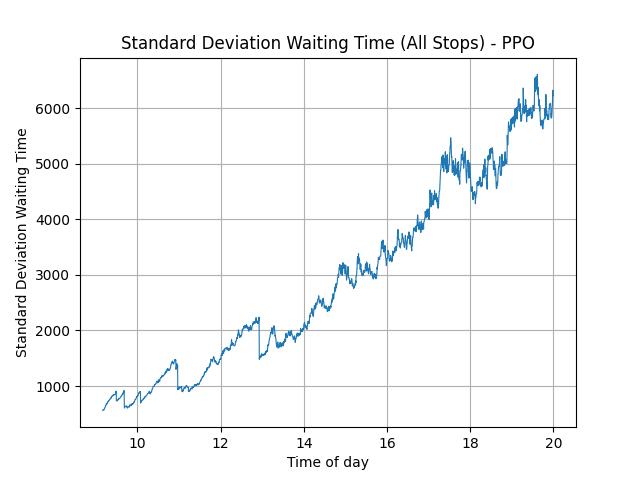 Standard Deviation Waiting Time (All Stops) - PPO
Standard Deviation Waiting Time
6000
5000
4000
3000
2000
1000
10 12 14 16 18 20
Time of day